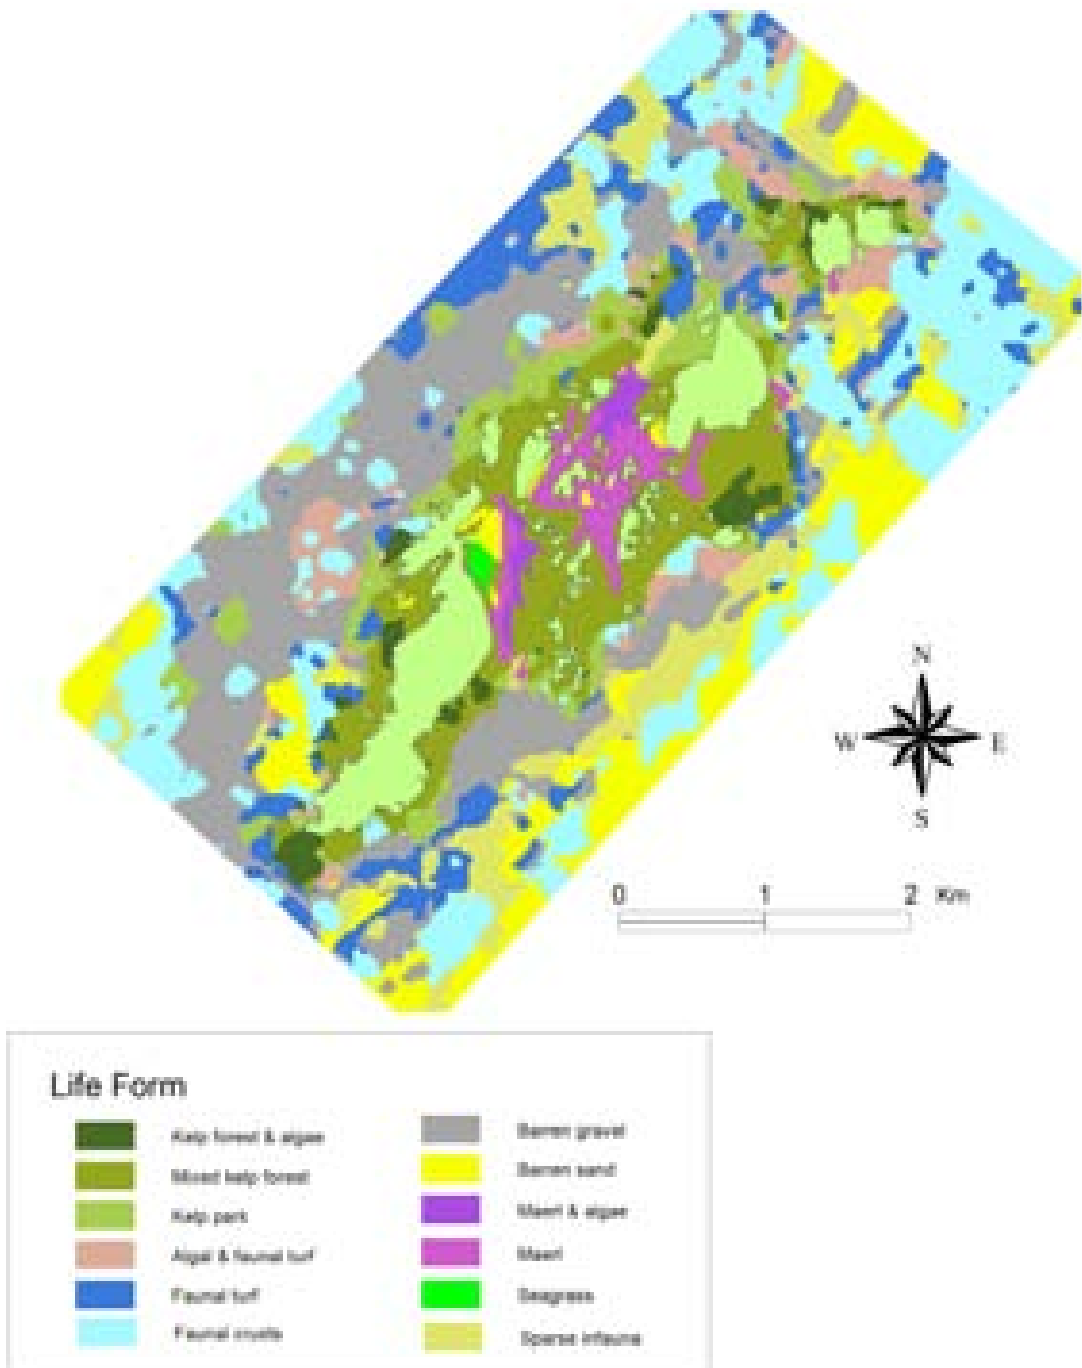 N
W E
S
0 1 2 Km
Life Form
Kelp forest & algae
Mixed kelp forest
Kelp park
Algal & faunal turf
Faunal turf
Faunal crusts
Barren gravel
Barren sand
Maerl & algae
Maerl
Seagrass
Sparse infauna